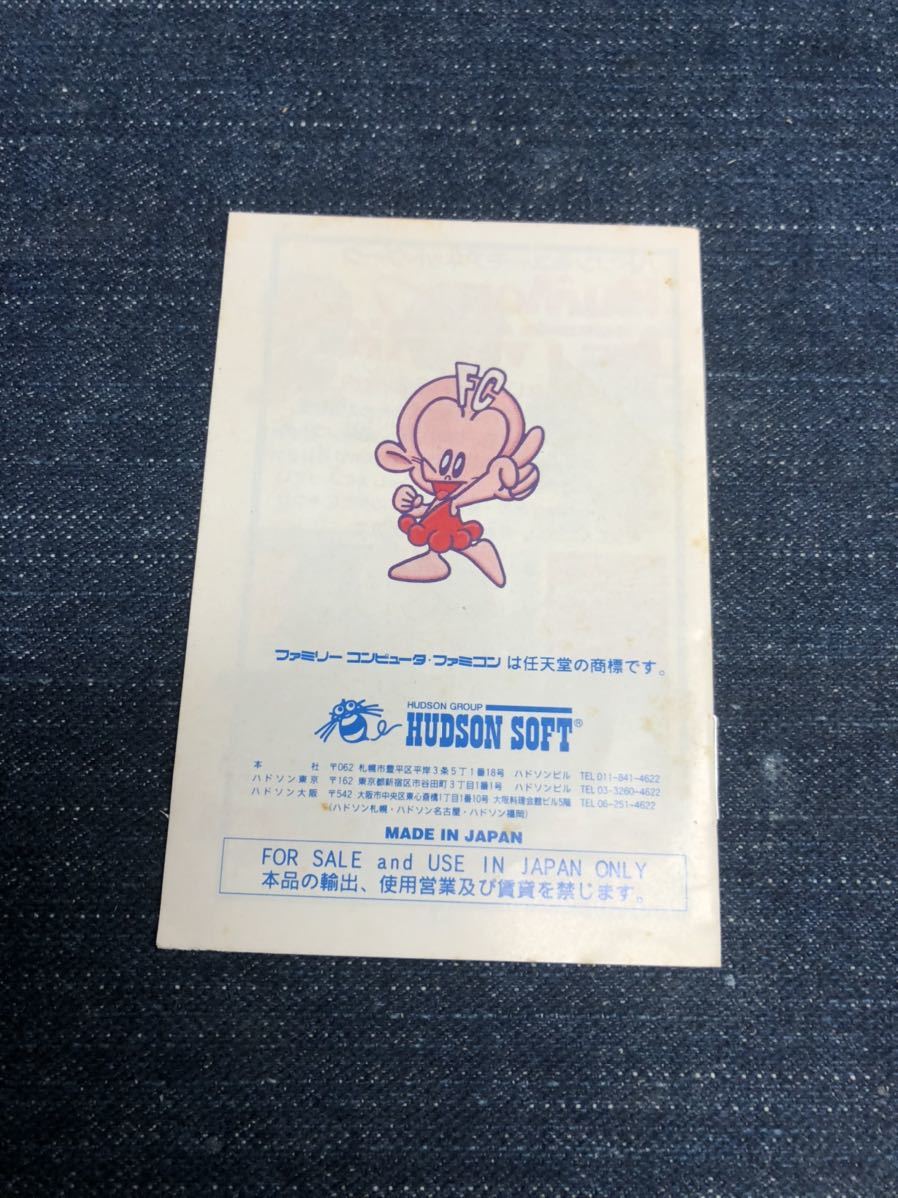 FC
ファミリー コンピュータ・ファミコン は任天堂の商標です。
HUDSON GROUP
HUDSON SOFT®
本 社 〒062 札幌市豊平区平岸3条5丁1番18号 ハドソンビル TEL 011-841-4622
ハドソン東京 〒162 東京都新宿区市谷田町3丁目1番1号 ハドソンビル TEL 03-3260-4622
ハドソン大阪 〒542 大阪市中央区東心斎橋1丁目1番10号 大阪料理会館ビル5階 TEL 06-251-4622
(ハドソン札幌・ハドソン名古屋・ハドソン福岡)
MADE IN JAPAN
FOR SALE and USE IN JAPAN ONLY
本品の輸出、使用営業及び賃貸を禁じます。